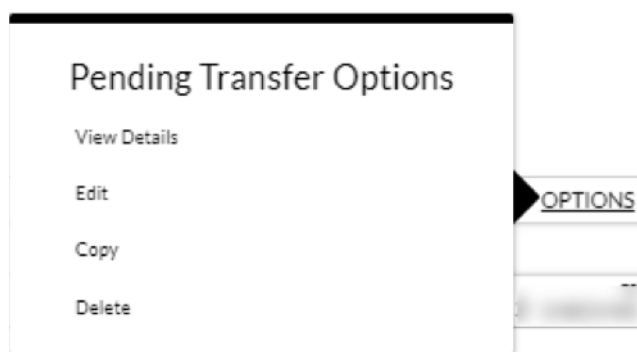 Pending Transfer Options
View Details
Edit
OPTIONS
Copy
Delete